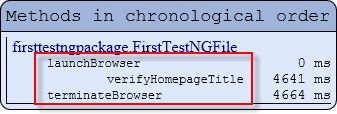 Methods in chronological order
firsttestngpackage.FirstTestNGFile
launchBrowser 0 ms
verifyHomepageTitle 4641 ms
terminateBrowser 4664 ms